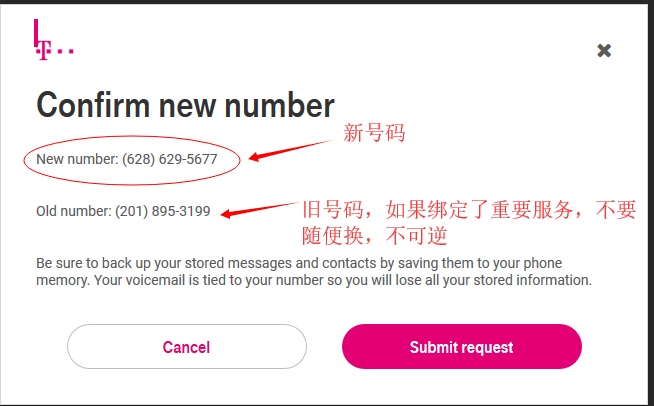 T
Confirm new number
新号码
New number: (628) 629-5677
Old number: (201) 895-3199
旧号码，如果绑定了重要服务，不要
随便换，不可逆
Be sure to back up your stored messages and contacts by saving them to your phone
memory. Your voicemail is tied to your number so you will lose all your stored information.
Cancel
Submit request